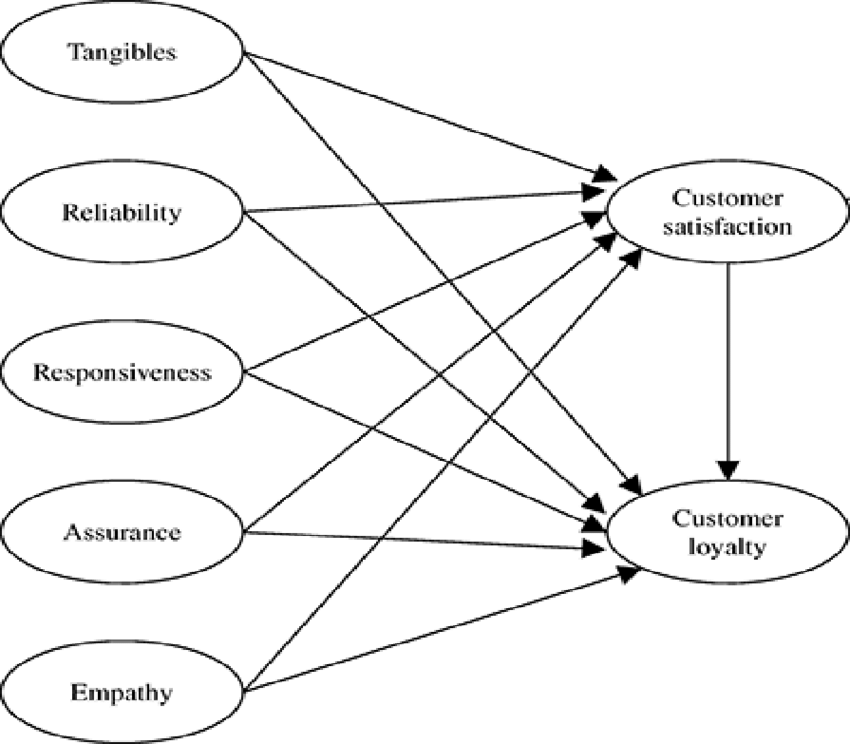 Tangibles
Reliability
Responsiveness
Assurance
Empathy
Customer
satisfaction
Customer
loyalty